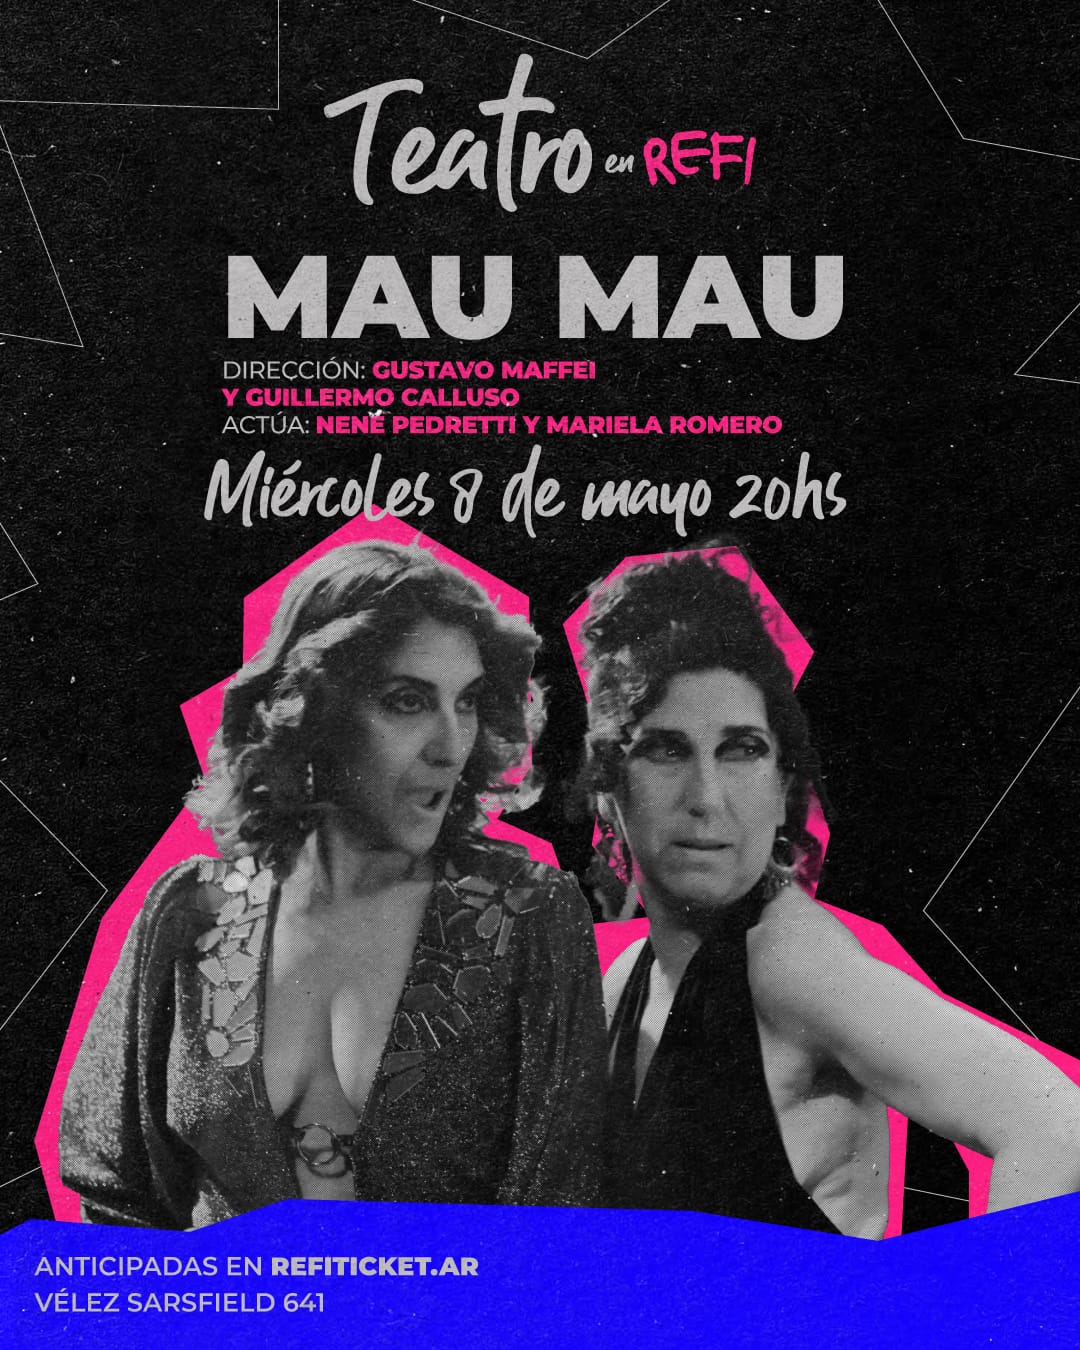 Teatro en REFI
MAU MAU
DIRECCIÓN: GUSTAVO MAFFEI
Y GUILLERMO CALLUSO
ACTÚA: NENÉ PEDRETTI Y MARIELA ROMERO
Miércoles 8 de mayo 20hs
ANTICIPADAS EN REFITICKET.AR
VÉLEZ SARSFIELD 641